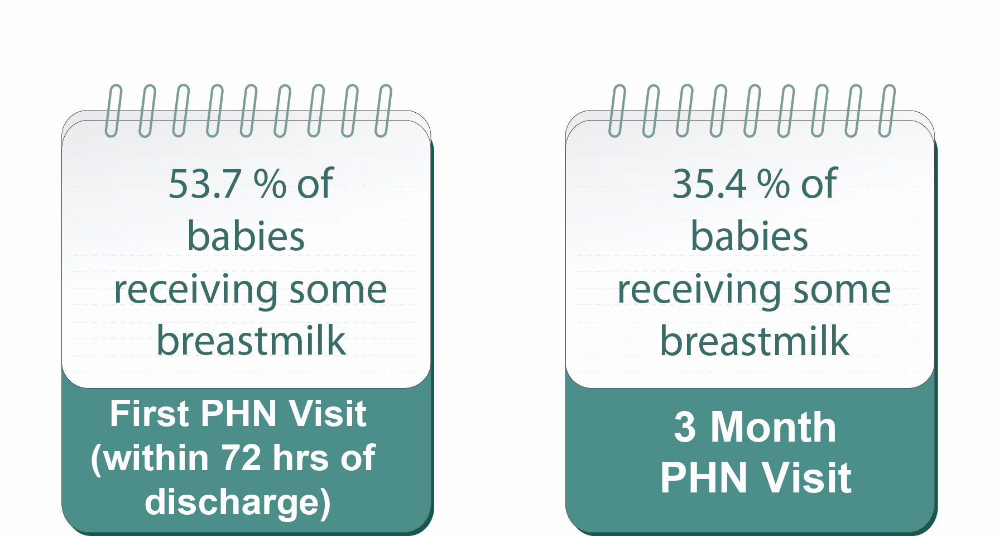 53.7 % of
babies
receiving some
breastmilk
First PHN Visit
(within 72 hrs of
discharge)
35.4 % of
babies
receiving some
breastmilk
3 Month
PHN Visit